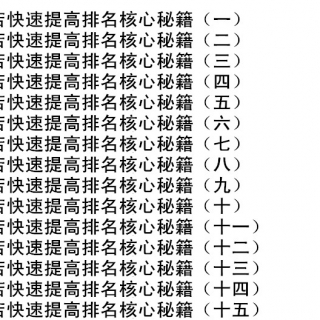 快速提高排名核心秘籍（一）
快速提高排名核心秘籍（二）
快速提高排名核心秘籍（三）
快速提高排名核心秘籍（四）
快速提高排名核心秘籍（五）
快速提高排名核心秘籍（六）
快速提高排名核心秘籍（七）
快速提高排名核心秘籍（八）
快速提高排名核心秘籍（九）
快速提高排名核心秘籍（十）
快速提高排名核心秘籍（十一）
快速提高排名核心秘籍（十二）
快速提高排名核心秘籍（十三）
快速提高排名核心秘籍（十四）
快速提高排名核心秘籍（十五）